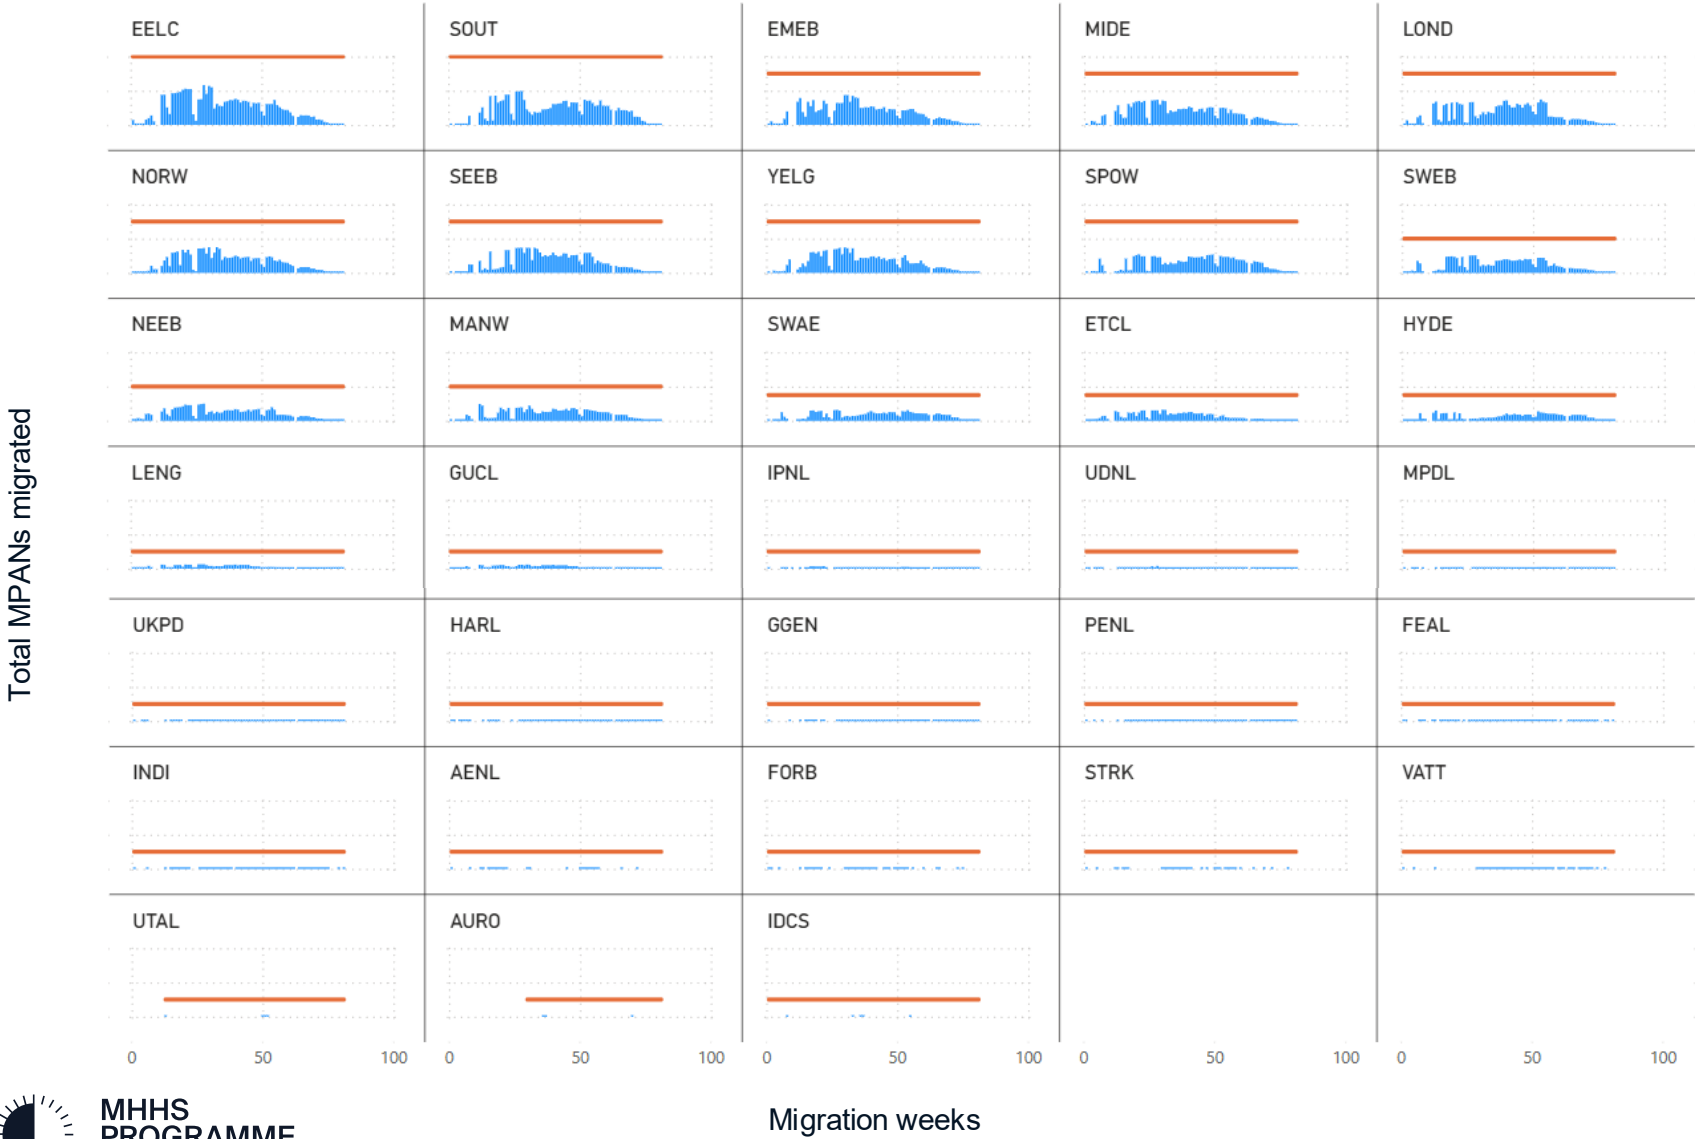 EELC SOUT EMEB MIDE LOND
NORW SEEB YELG SPOW SWEB
NEEB MANW SWAE ETCL HYDE
LENG GUCL IPNL UDNL MPDL
UKPD HARL GGEN PENL FEAL
INDI AENL FORB STRK VATT
UTAL AURO IDCS
0 50 100 0 50 100 0 50 100 0 50 100 0 50 100
Total MPANs migrated
Migration weeks
MHHS
PROGRAMME